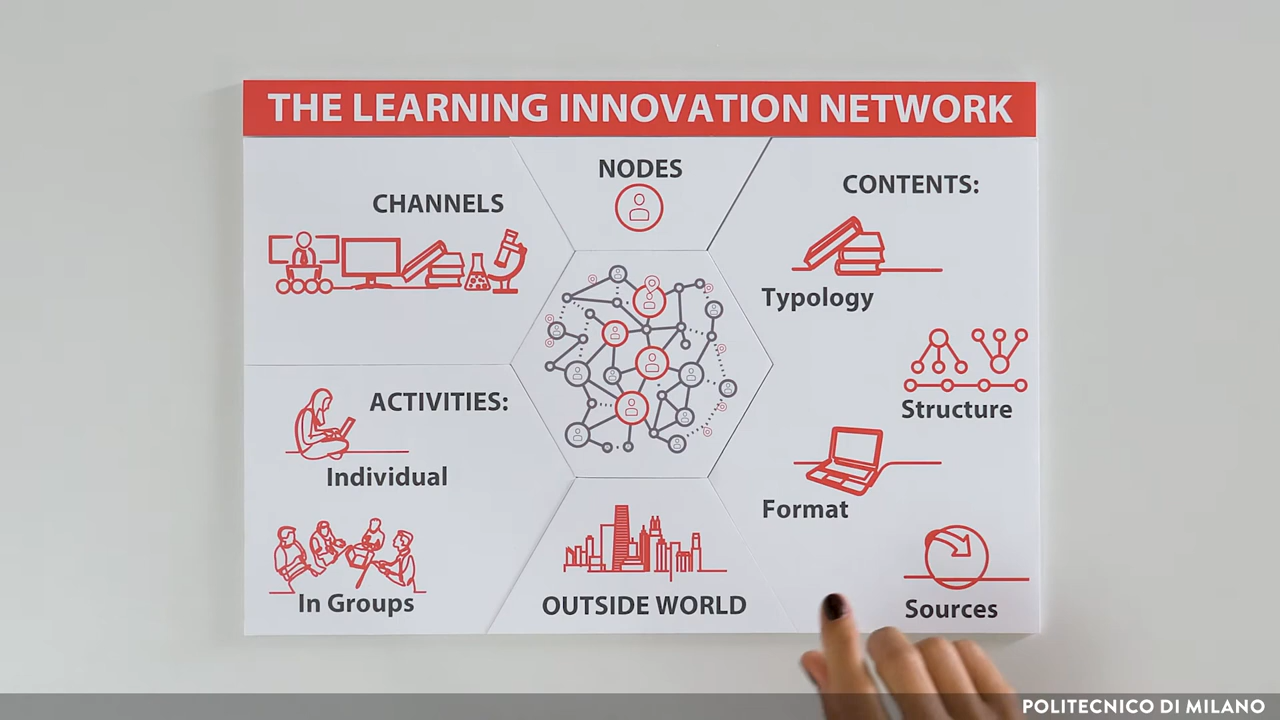 THE LEARNING INNOVATION NETWORK
CHANNELS
NODES
CONTENTS:
Typology
Structure
Format
Sources
ACTIVITIES:
Individual
In Groups
OUTSIDE WORLD
POLITECNICO DI MILANO